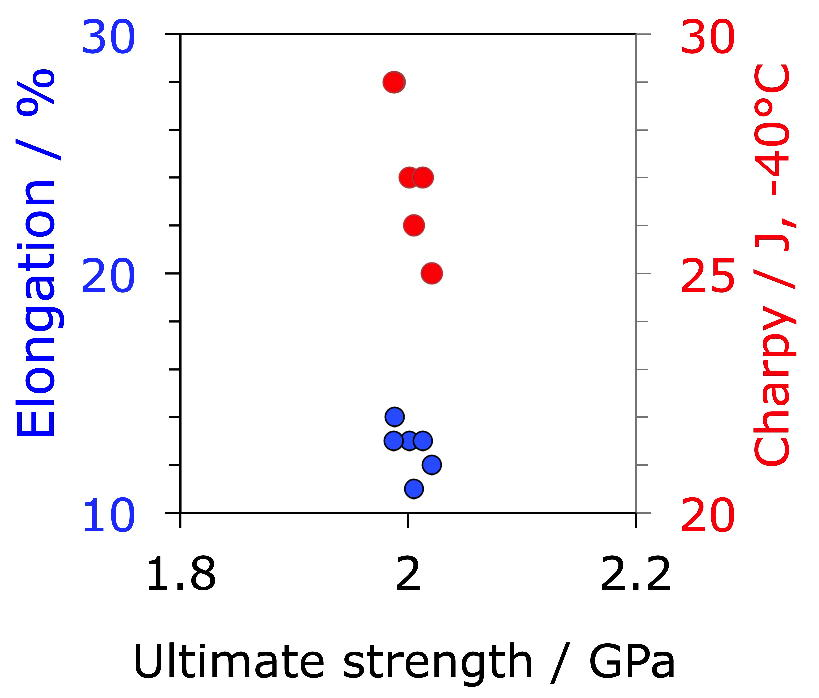 30
20
10
Elongation / %
30
25
20
Charpy / J, -40°C
1.8 2 2.2
Ultimate strength / GPa